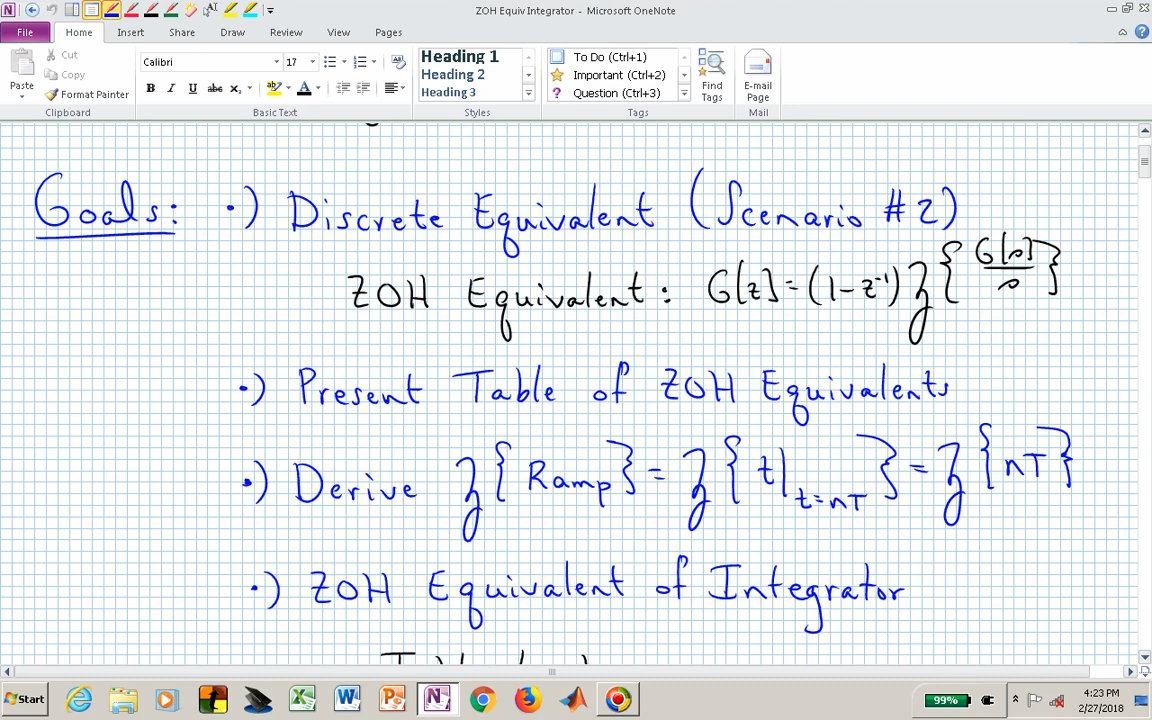 ZOH Equiv Integrator - Microsoft OneNote
File Home Insert Share Draw Review View Pages
Cut
Copy
Format Painter
Paste
Clipboard
Calibri 17
B I U abc X₂ A
Basic Text
Heading 1
Heading 2
Heading 3
Styles
To Do (Ctrl+1)
Important (Ctrl+2)
Question (Ctrl+3)
Find Tags
Tags
E-mail Page
Mail
Goals: •) Discrete Equivalent (Scenario #2)
ZOH Equivalent: G[z]=(1-z⁻¹)𝓏{G[s]/s}
•) Present Table of ZOH Equivalents
•) Derive 𝓏{Ramp} = 𝓏{t|t=nT} = 𝓏{nT}
•) ZOH Equivalent of Integrator
Start
99%
4:23 PM
2/27/2018